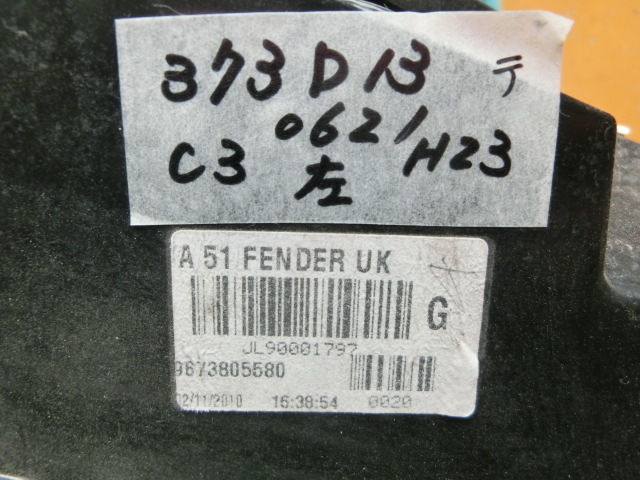 373D13 テ
0621
C3 左 H23
A 51 FENDER UK
G
JL90001797
9673805580
02/11/2010 16:38:54 0020